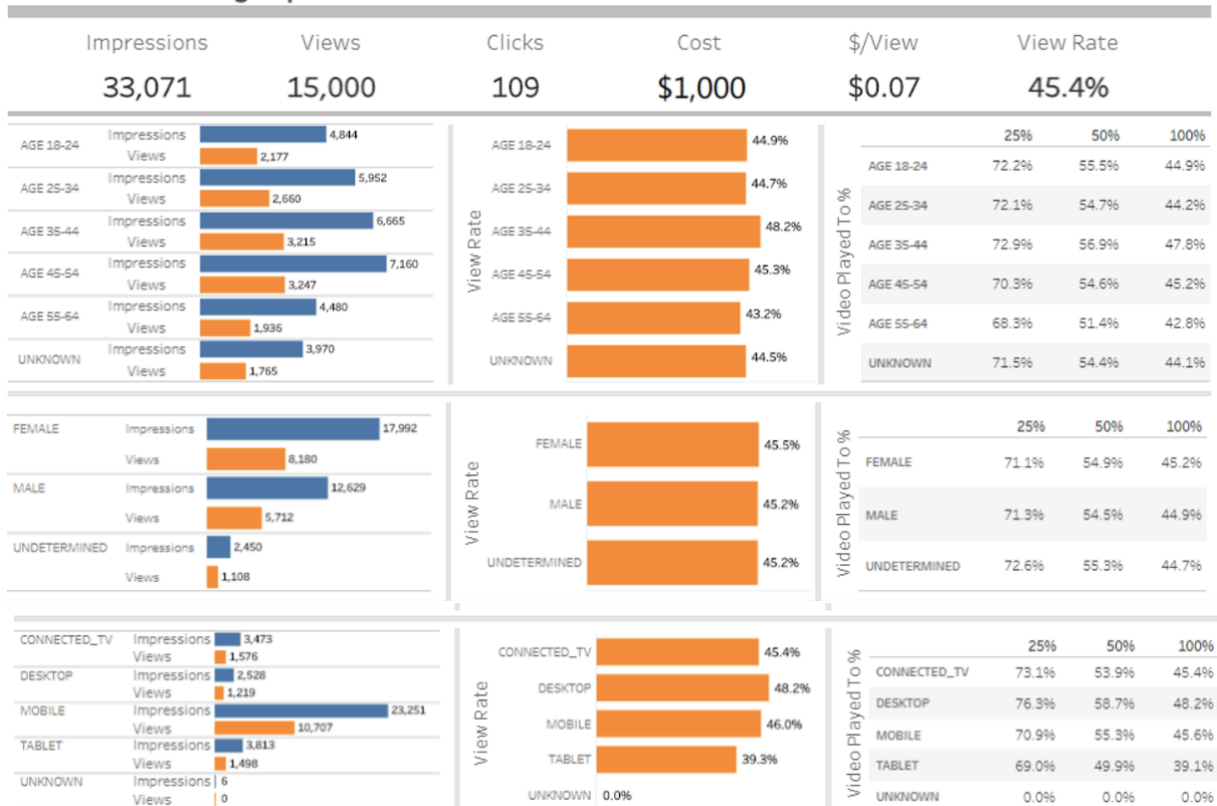 Impressions Views Clicks Cost $/View View Rate
33,071 15,000 109 $1,000 $0.07 45.4%
AGE 18-24 Impressions 4,844
Views 2,177
AGE 25-34 Impressions 5,952
Views 2,660
AGE 35-44 Impressions 6,665
Views 3,215
AGE 45-54 Impressions 7,160
Views 3,247
AGE 55-64 Impressions 4,480
Views 1,936
UNKNOWN Impressions 3,970
Views 1,765
View Rate
AGE 18-24 44.9%
AGE 25-34 44.7%
AGE 35-44 48.2%
AGE 45-54 45.3%
AGE 55-64 43.2%
UNKNOWN 44.5%
Video Played To %
25% 50% 100%
AGE 18-24 72.2% 55.5% 44.9%
AGE 25-34 72.1% 54.7% 44.2%
AGE 35-44 72.9% 56.9% 47.8%
AGE 45-54 70.3% 54.6% 45.2%
AGE 55-64 68.3% 51.4% 42.8%
UNKNOWN 71.5% 54.4% 44.1%
FEMALE Impressions 17,992
Views 8,180
MALE Impressions 12,629
Views 5,712
UNDETERMINED Impressions 2,450
Views 1,108
View Rate
FEMALE 45.5%
MALE 45.2%
UNDETERMINED 45.2%
Video Played To %
25% 50% 100%
FEMALE 71.1% 54.9% 45.2%
MALE 71.3% 54.5% 44.9%
UNDETERMINED 72.6% 55.3% 44.7%
CONNECTED_TV Impressions 3,473
Views 1,576
DESKTOP Impressions 2,528
Views 1,219
MOBILE Impressions 23,251
Views 10,707
TABLET Impressions 3,813
Views 1,498
UNKNOWN Impressions 6
Views 0
View Rate
CONNECTED_TV 45.4%
DESKTOP 48.2%
MOBILE 46.0%
TABLET 39.3%
UNKNOWN 0.0%
Video Played To %
25% 50% 100%
CONNECTED_TV 73.1% 53.9% 45.4%
DESKTOP 76.3% 58.7% 48.2%
MOBILE 70.9% 55.3% 45.6%
TABLET 69.0% 49.9% 39.1%
UNKNOWN 0.0% 0.0% 0.0%